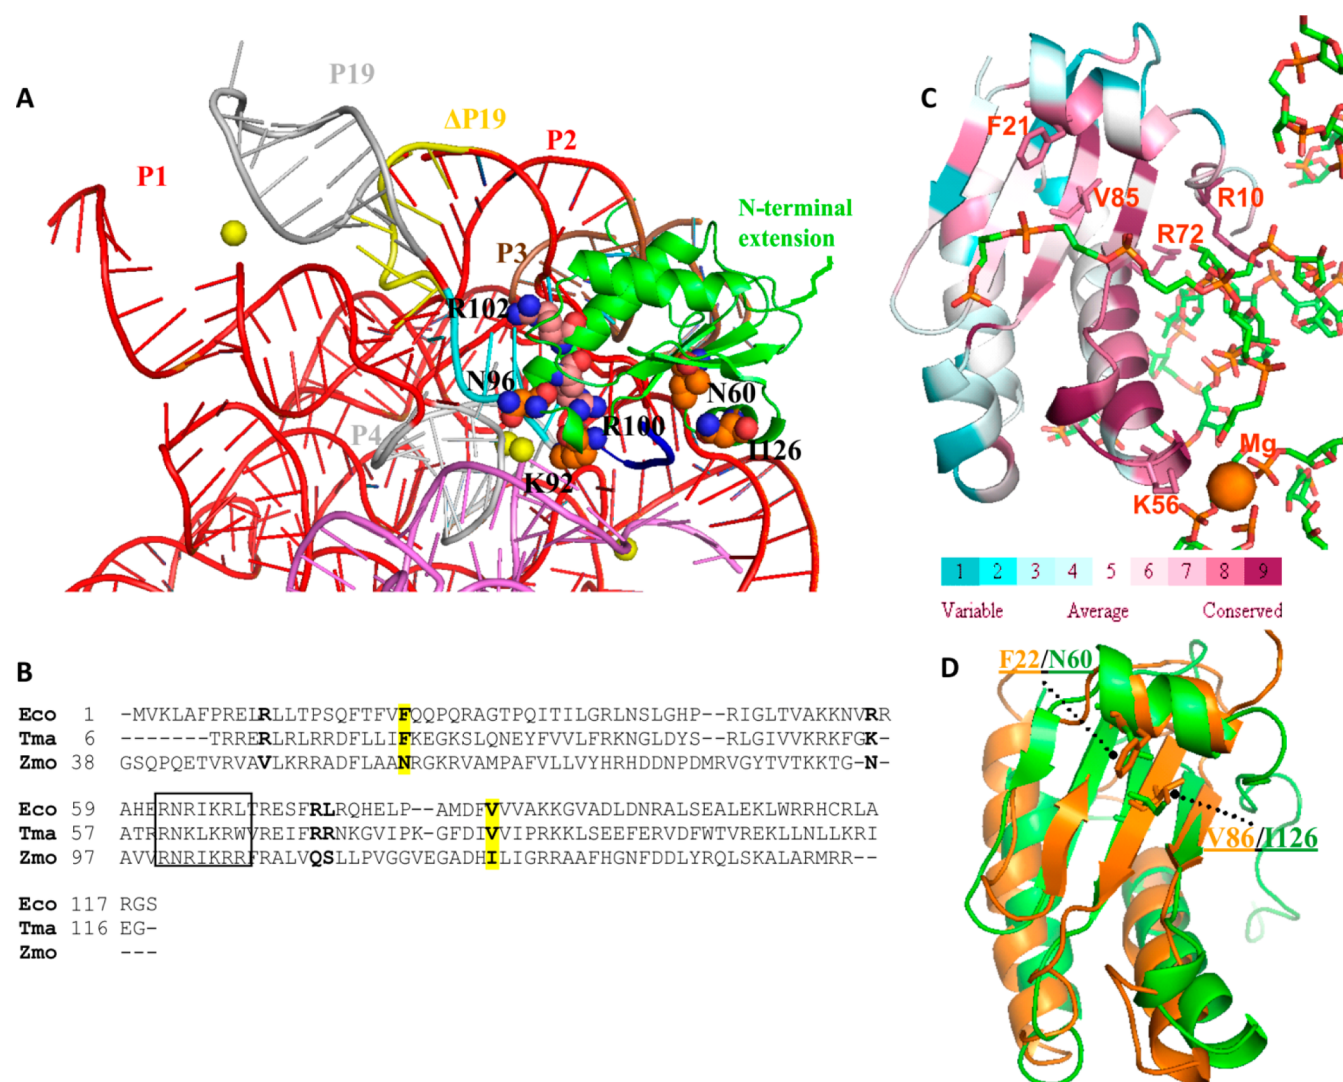 A
P19
ΔP19
P2
P1
N-terminal
extension
P3
R102
N96
N60
P4
R100
I126
K92
C
F21
V85
R10
R72
Mg
K56
1 2 3 4 5 6 7 8 9
Variable Average Conserved
B
Eco 1 -MVKLAFPRELRLLTPSQFTFVFQQPQRAGTPQITILGRLNSLGHP--RIGLTVAKKNVRR
Tma 6 -------TRRERLRLRRDFLLIFKEGKSLQNEYFVVLFRKNGLDYS--RLGIVVKRKFGK-
Zmo 38 GSQPQETVRVAVLKRRADFLAANRGKRVAMPAFVLLVYHRHDDNPDMRVGYTVTKKTG-N
Eco 59 AHERNRIKRLTRESFRLRQHELP--AMDFVVVAKKGVADLDNRALSEALEKLWRRHCRLA
Tma 57 ATRRNKLKRWVREIFRRNKGVIPK-GFDIVVIPRKKLSEEFERVDFWTVREKLLNLLKRI
Zmo 97 AVVRNRIKRRFRALVQSLLPVGGVEGADHILIGRRAAFHGNFDDLYRQLSKALARMRR--
Eco 117 RGS
Tma 116 EG-
Zmo ---
D
F22/N60
V86/I126